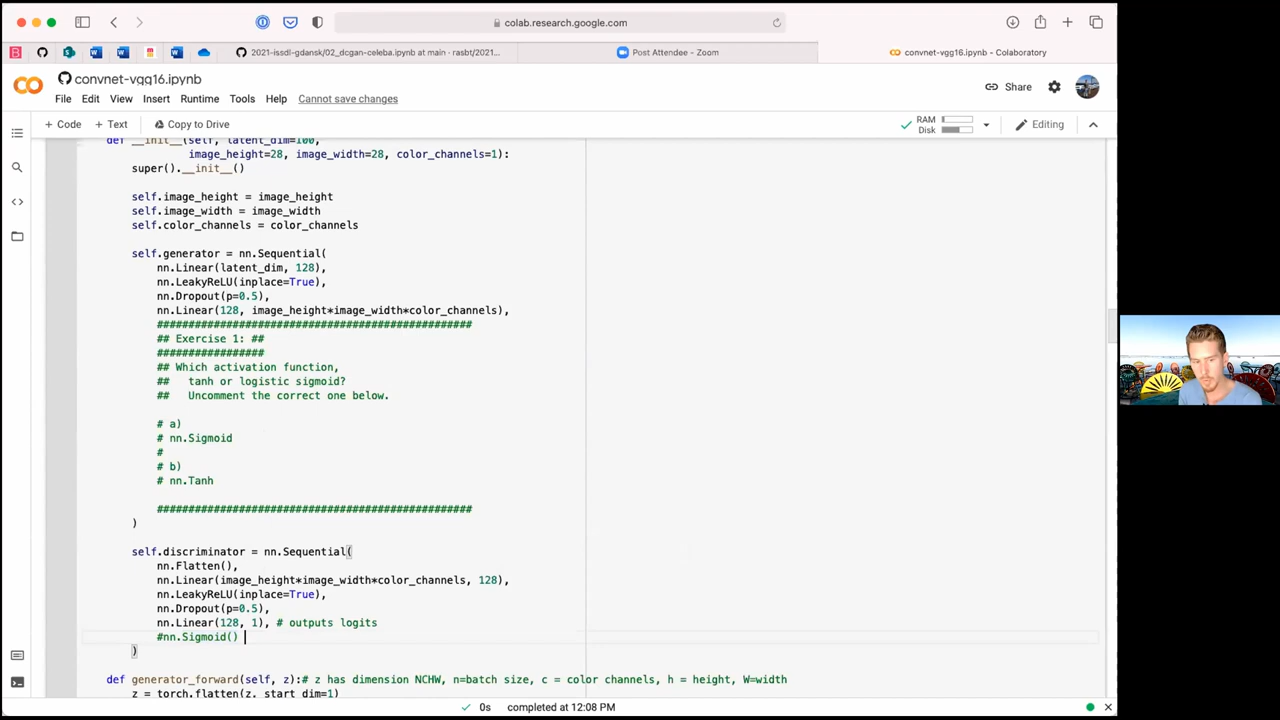 colab.research.google.com
2021-issdl-gdansk/02_dcgan-celeba.ipynb at main · rasbt/2021...
Post Attendee - Zoom
convnet-vgg16.ipynb - Colaboratory
convnet-vgg16.ipynb
Share
File Edit View Insert Runtime Tools Help Cannot save changes
+ Code + Text Copy to Drive
RAM
Disk
Editing
def __init__(self, latent_dim=100,
image_height=28, image_width=28, color_channels=1):
super().__init__()
self.image_height = image_height
self.image_width = image_width
self.color_channels = color_channels
self.generator = nn.Sequential(
nn.Linear(latent_dim, 128),
nn.LeakyReLU(inplace=True),
nn.Dropout(p=0.5),
nn.Linear(128, image_height*image_width*color_channels),
##################################################
## Exercise 1: ##
#################
## Which activation function,
## tanh or logistic sigmoid?
## Uncomment the correct one below.
# a)
# nn.Sigmoid
#
# b)
# nn.Tanh
##################################################
)
self.discriminator = nn.Sequential(
nn.Flatten(),
nn.Linear(image_height*image_width*color_channels, 128),
nn.LeakyReLU(inplace=True),
nn.Dropout(p=0.5),
nn.Linear(128, 1), # outputs logits
#nn.Sigmoid()
)
def generator_forward(self, z):# z has dimension NCHW, n=batch size, c = color channels, h = height, W=width
z = torch.flatten(z, start_dim=1)
0s completed at 12:08 PM